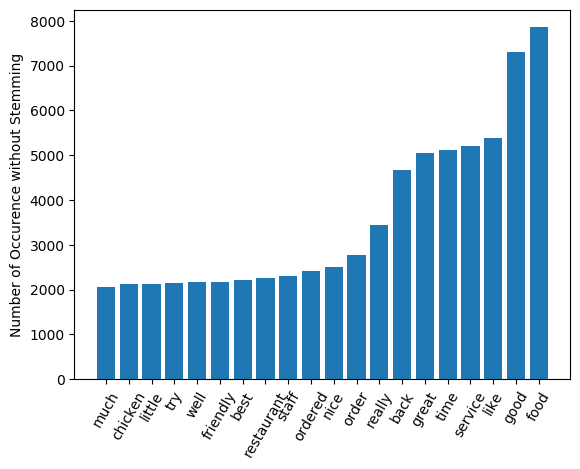 Number of Occurence without Stemming
8000
7000
6000
5000
4000
3000
2000
1000
0
much
chicken
little
try
well
friendly
best
restaurant
staff
ordered
nice
order
really
back
great
time
service
like
good
food